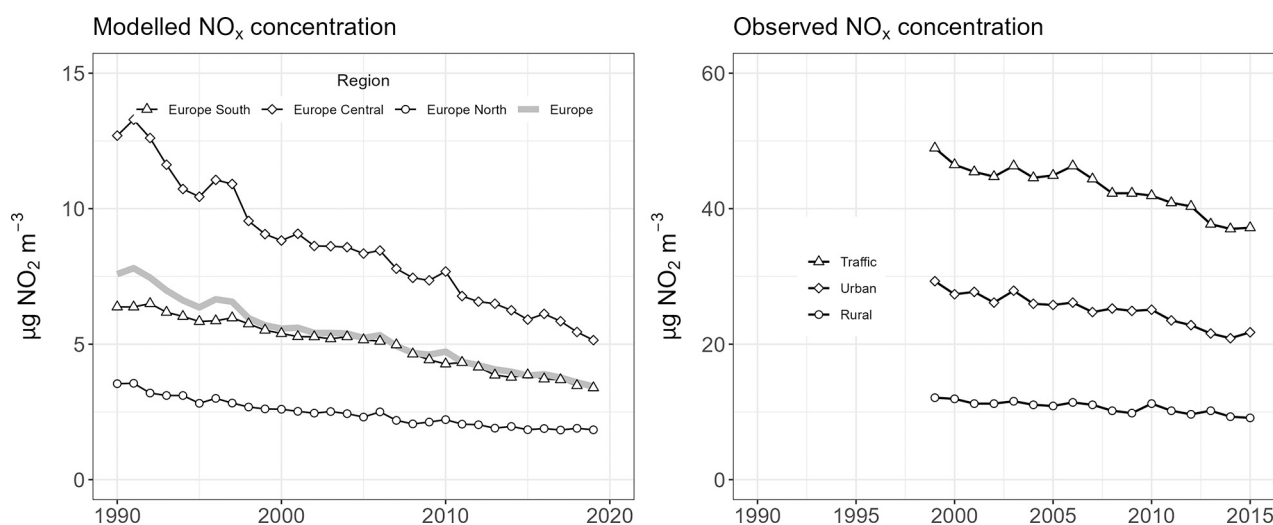 Modelled NOₓ concentration
µg NO₂ m⁻³
15
10
5
0
Region
Europe South Europe Central Europe North Europe
1990 2000 2010 2020
Observed NOₓ concentration
µg NO₂ m⁻³
60
40
20
0
Traffic
Urban
Rural
1990 1995 2000 2005 2010 2015